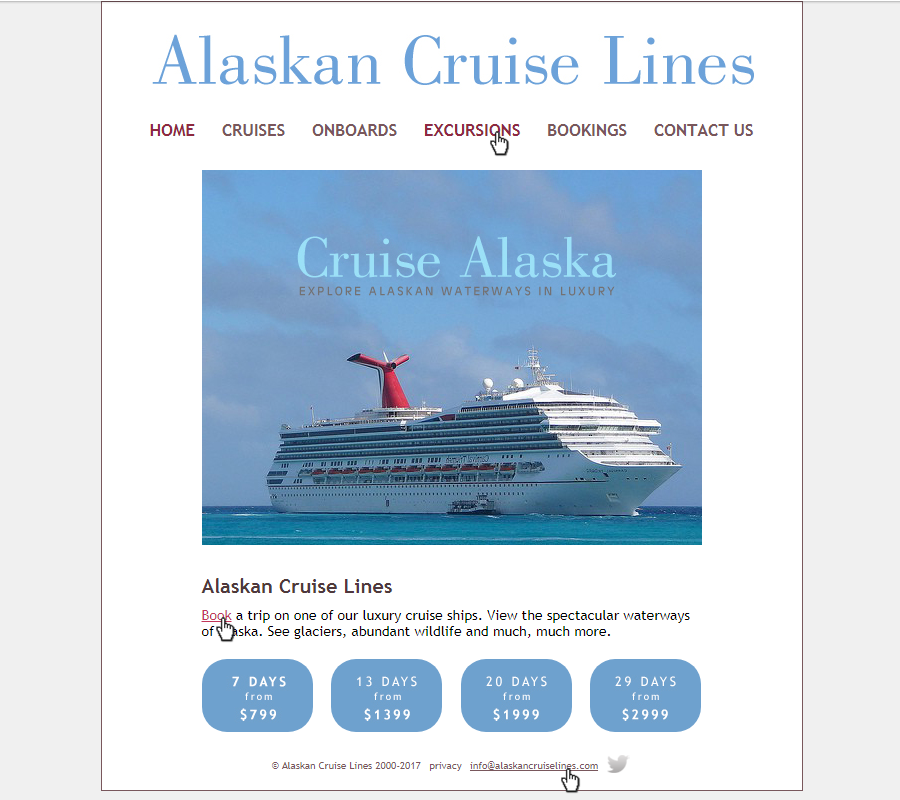 Alaskan Cruise Lines
HOME CRUISES ONBOARDS EXCURSIONS BOOKINGS CONTACT US
Cruise Alaska
EXPLORE ALASKAN WATERWAYS IN LUXURY
Alaskan Cruise Lines
Book a trip on one of our luxury cruise ships. View the spectacular waterways
of Alaska. See glaciers, abundant wildlife and much, much more.
7 DAYS
from
$799
13 DAYS
from
$1399
20 DAYS
from
$1999
29 DAYS
from
$2999
© Alaskan Cruise Lines 2000-2017 privacy info@alaskancruiselines.com